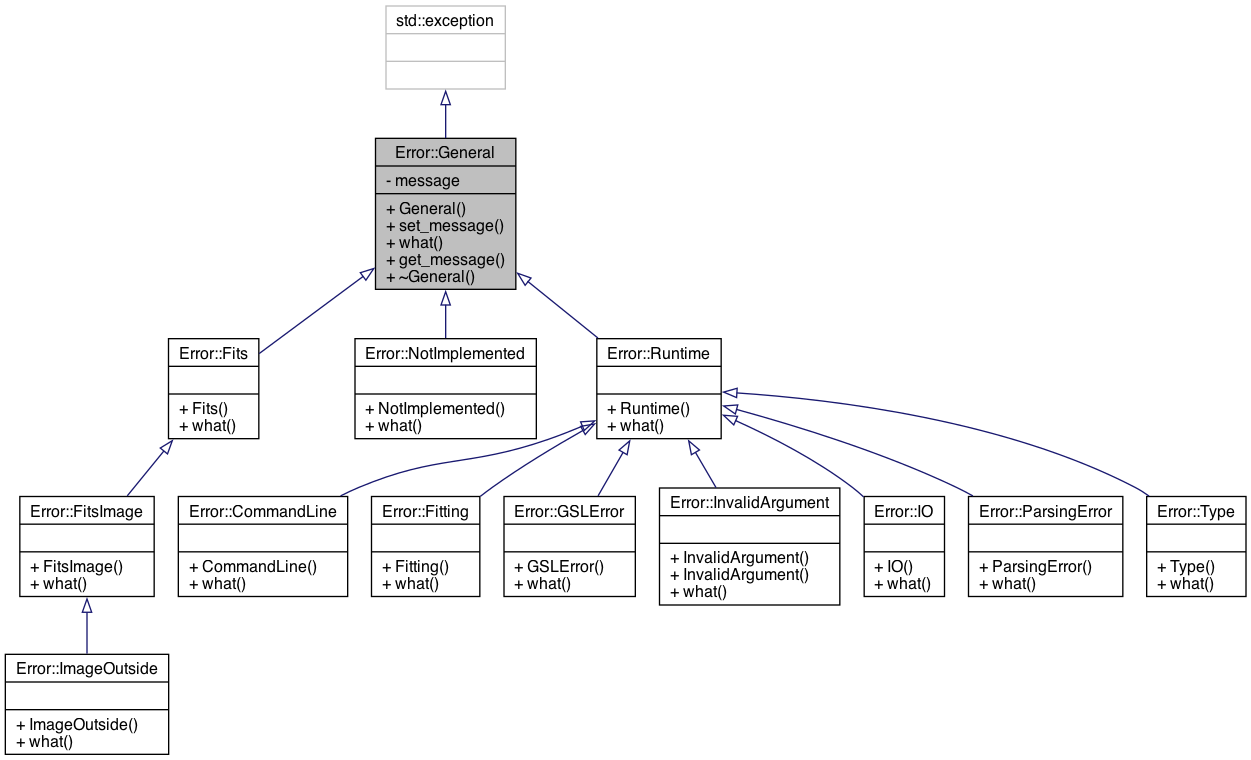 std::exception
Error::General
- message
+ General()
+ set_message()
+ what()
+ get_message()
+ ~General()
Error::Fits
+ Fits()
+ what()
Error::NotImplemented
+ NotImplemented()
+ what()
Error::Runtime
+ Runtime()
+ what()
Error::FitsImage
+ FitsImage()
+ what()
Error::CommandLine
+ CommandLine()
+ what()
Error::Fitting
+ Fitting()
+ what()
Error::GSLError
+ GSLError()
+ what()
Error::InvalidArgument
+ InvalidArgument()
+ InvalidArgument()
+ what()
Error::IO
+ IO()
+ what()
Error::ParsingError
+ ParsingError()
+ what()
Error::Type
+ Type()
+ what()
Error::ImageOutside
+ ImageOutside()
+ what()